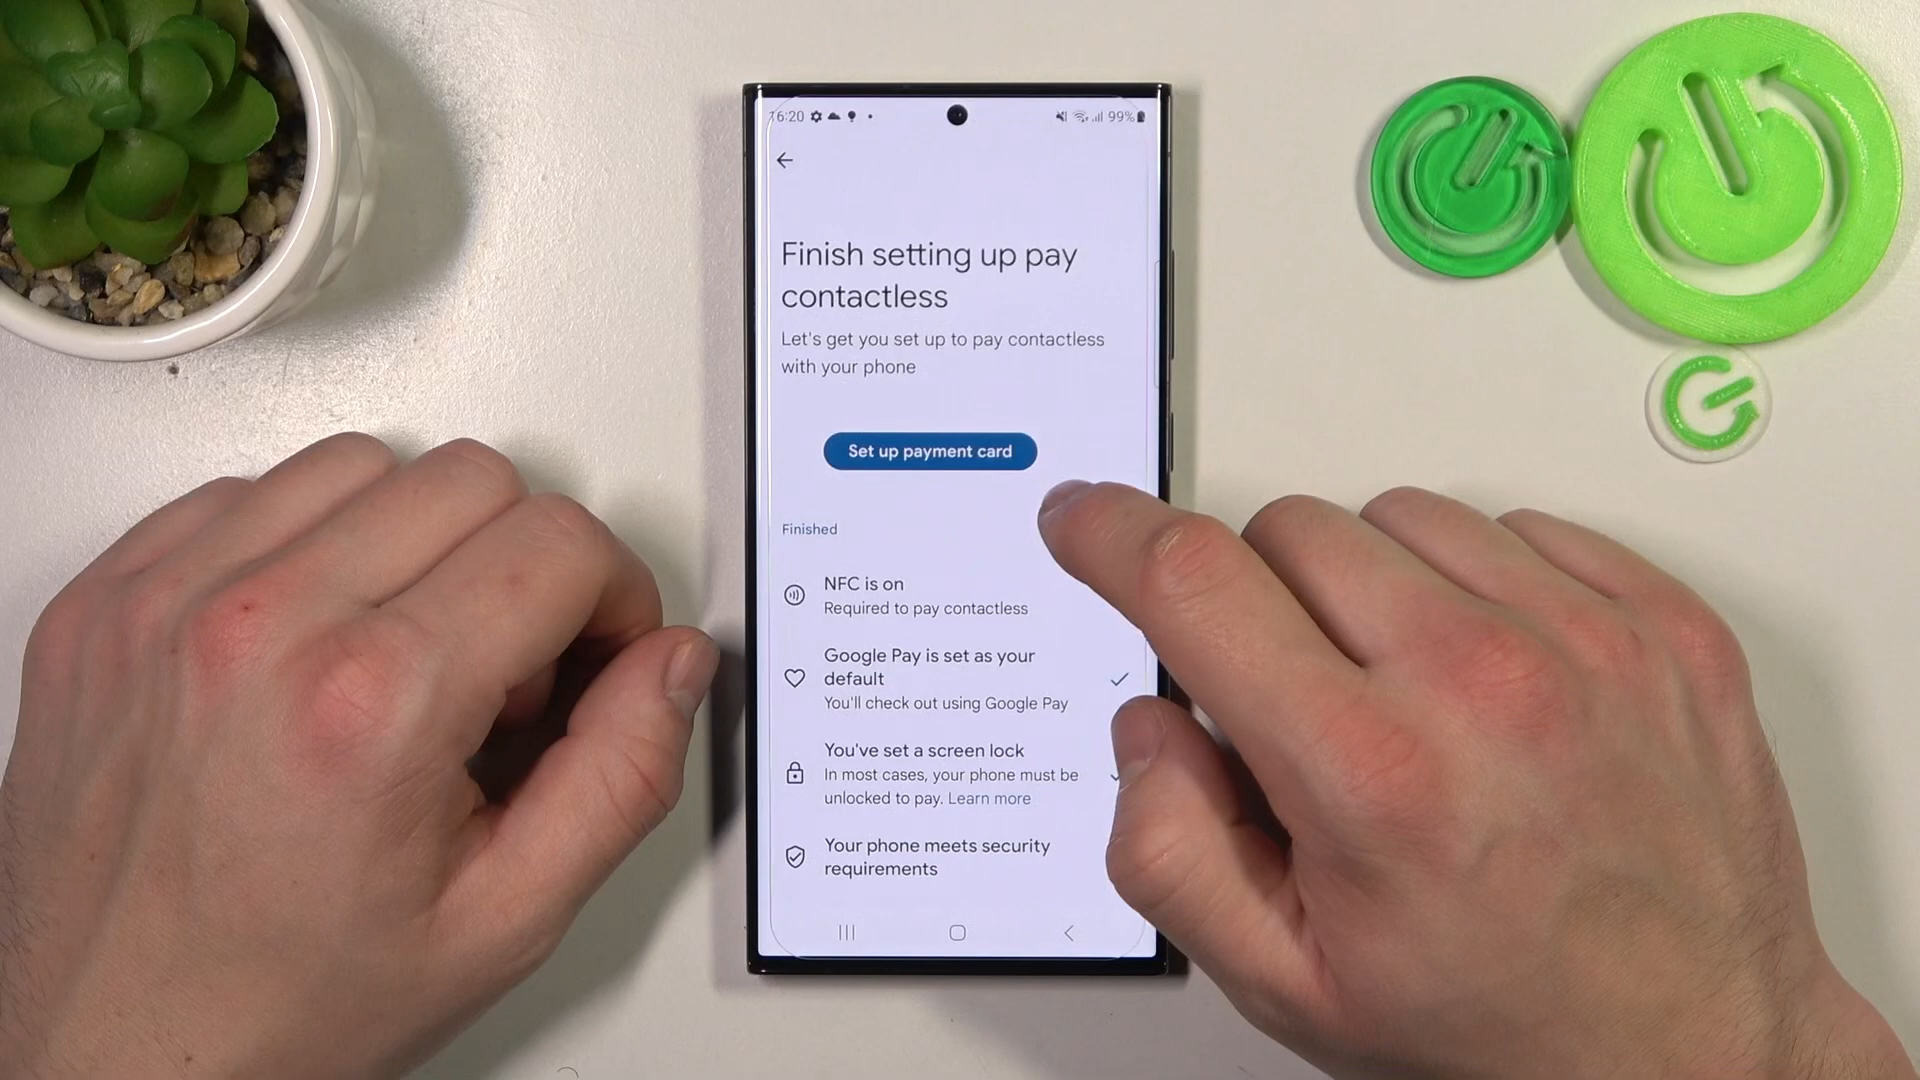 16:20
99%
Finish setting up pay
contactless
Let's get you set up to pay contactless
with your phone
Set up payment card
Finished
NFC is on
Required to pay contactless
Google Pay is set as your
default
You'll check out using Google Pay
You've set a screen lock
In most cases, your phone must be
unlocked to pay. Learn more
Your phone meets security
requirements